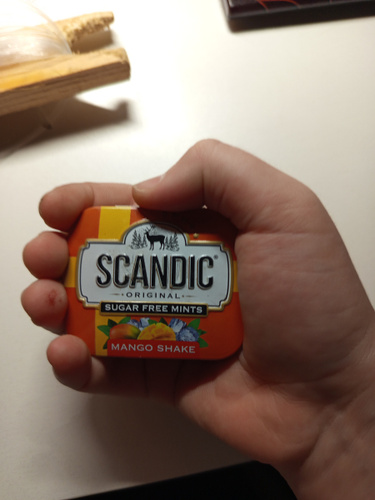 SCANDIC®
ORIGINAL
SUGAR FREE MINTS
MANGO SHAKE